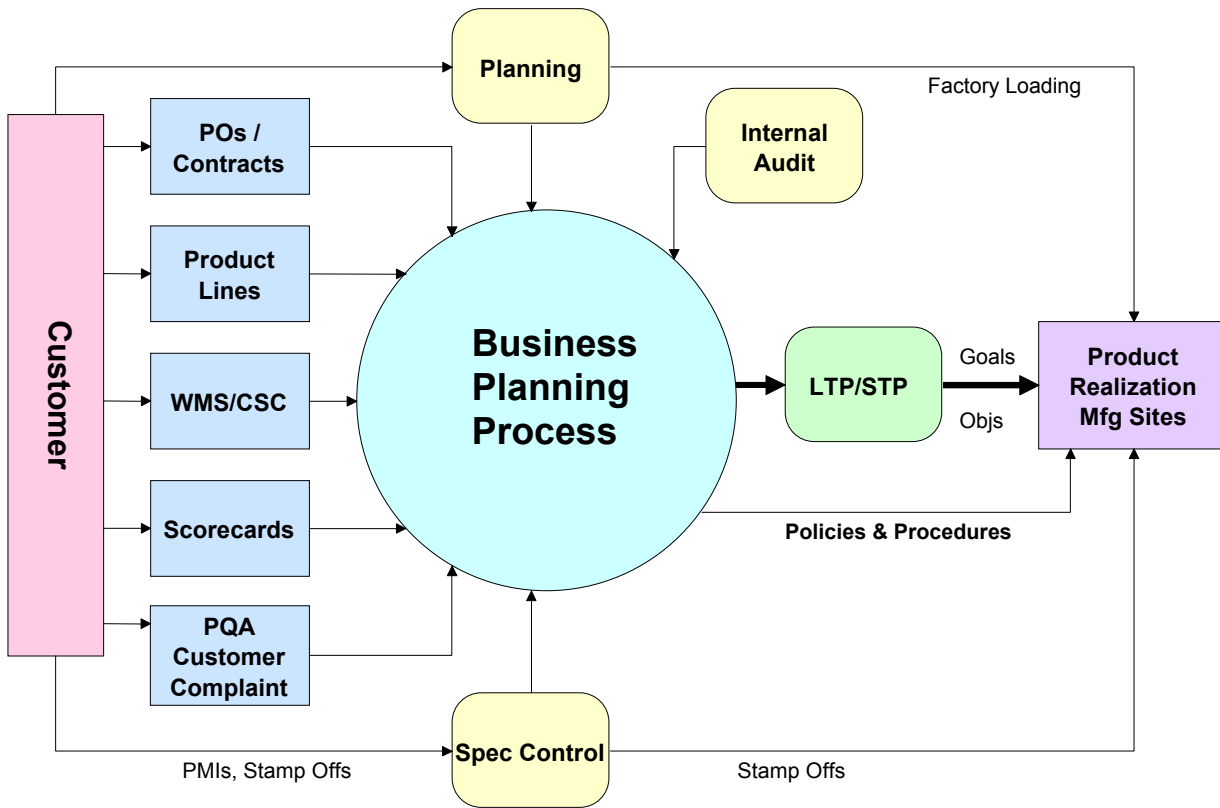 Planning
Factory Loading
POs /
Contracts
Internal
Audit
Product
Lines
Customer
Business
Planning
Process
WMS/CSC
LTP/STP
Goals
Objs
Product
Realization
Mfg Sites
Scorecards
Policies & Procedures
PQA
Customer
Complaint
Spec Control
PMIs, Stamp Offs
Stamp Offs